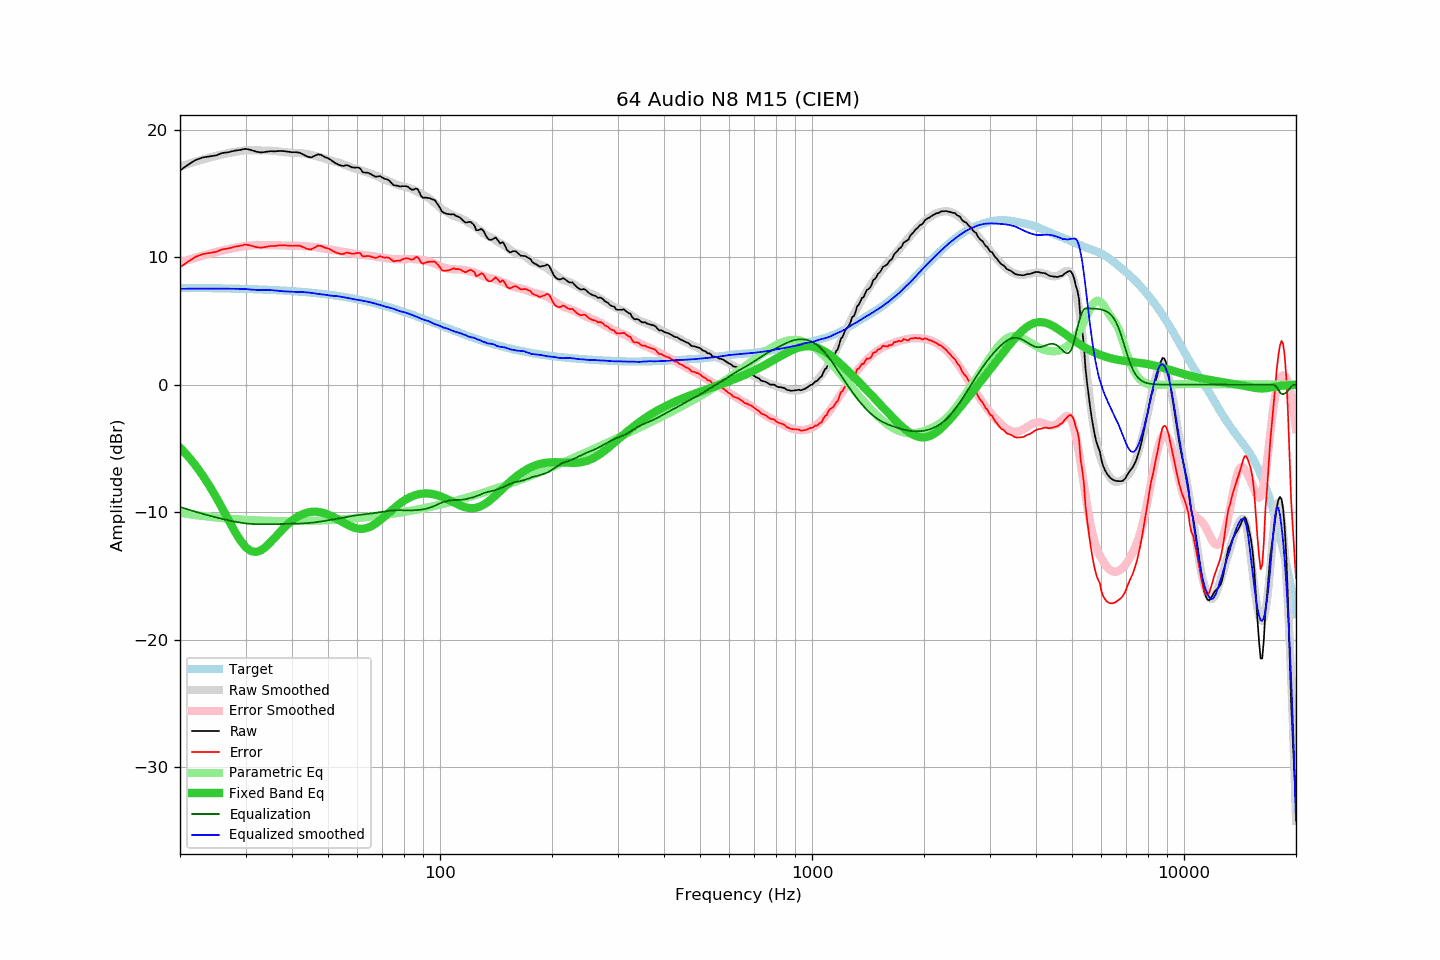 64 Audio N8 M15 (CIEM)
20
10
0
−10
−20
−30
Amplitude (dBr)
Target
Raw Smoothed
Error Smoothed
Raw
Error
Parametric Eq
Fixed Band Eq
Equalization
Equalized smoothed
100
1000
10000
Frequency (Hz)